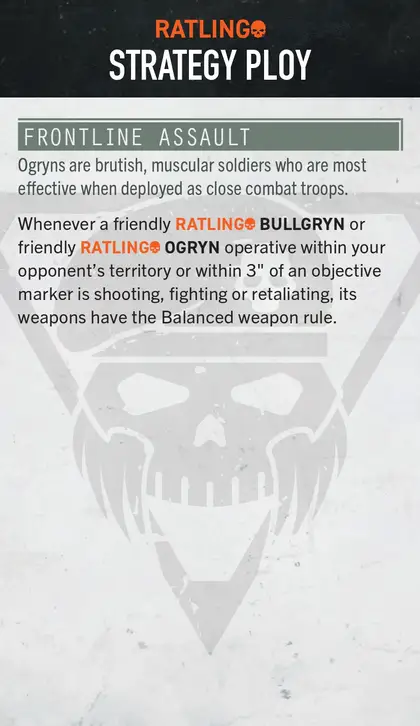 RATLING
STRATEGY PLOY
FRONTLINE ASSAULT
Ogryns are brutish, muscular soldiers who are most
effective when deployed as close combat troops.
Whenever a friendly RATLING BULLGRYN or
friendly RATLING OGRYN operative within your
opponent’s territory or within 3" of an objective
marker is shooting, fighting or retaliating, its
weapons have the Balanced weapon rule.